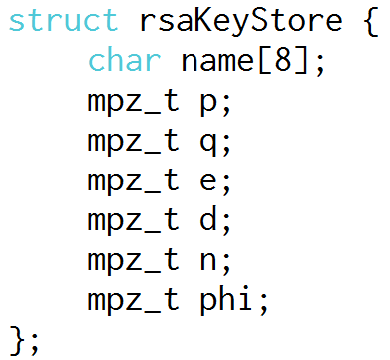 struct rsaKeyStore {
    char name[8];
    mpz_t p;
    mpz_t q;
    mpz_t e;
    mpz_t d;
    mpz_t n;
    mpz_t phi;
};